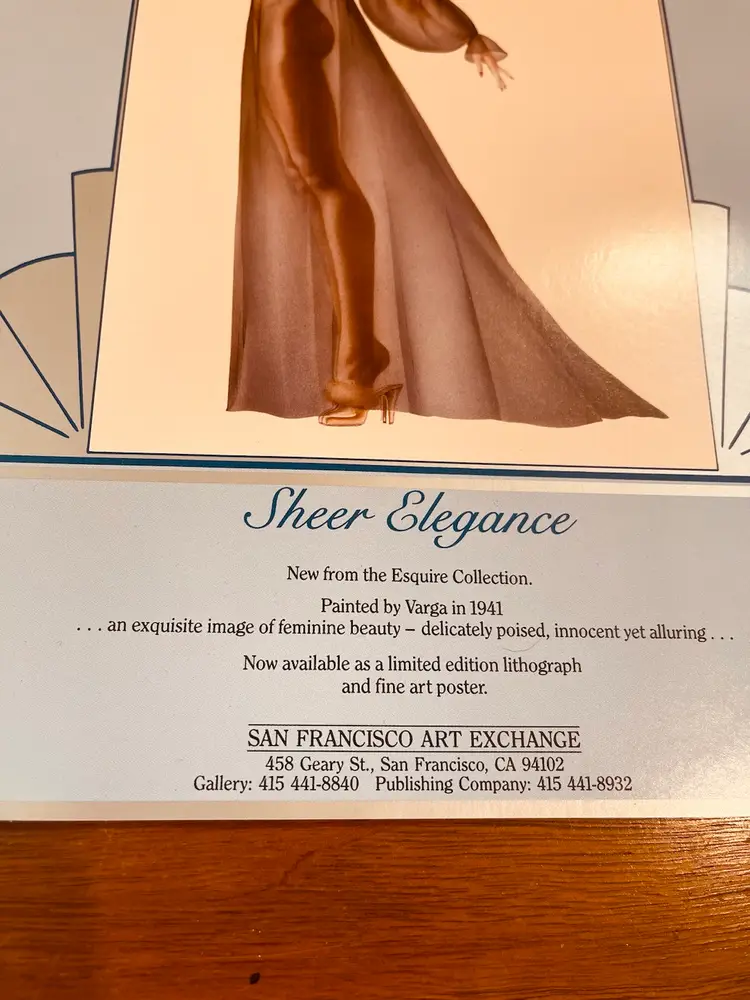 Sheer Elegance
New from the Esquire Collection.
Painted by Varga in 1941
. . . an exquisite image of feminine beauty – delicately poised, innocent yet alluring . . .
Now available as a limited edition lithograph
and fine art poster.
SAN FRANCISCO ART EXCHANGE
458 Geary St., San Francisco, CA 94102
Gallery: 415 441-8840 Publishing Company: 415 441-8932